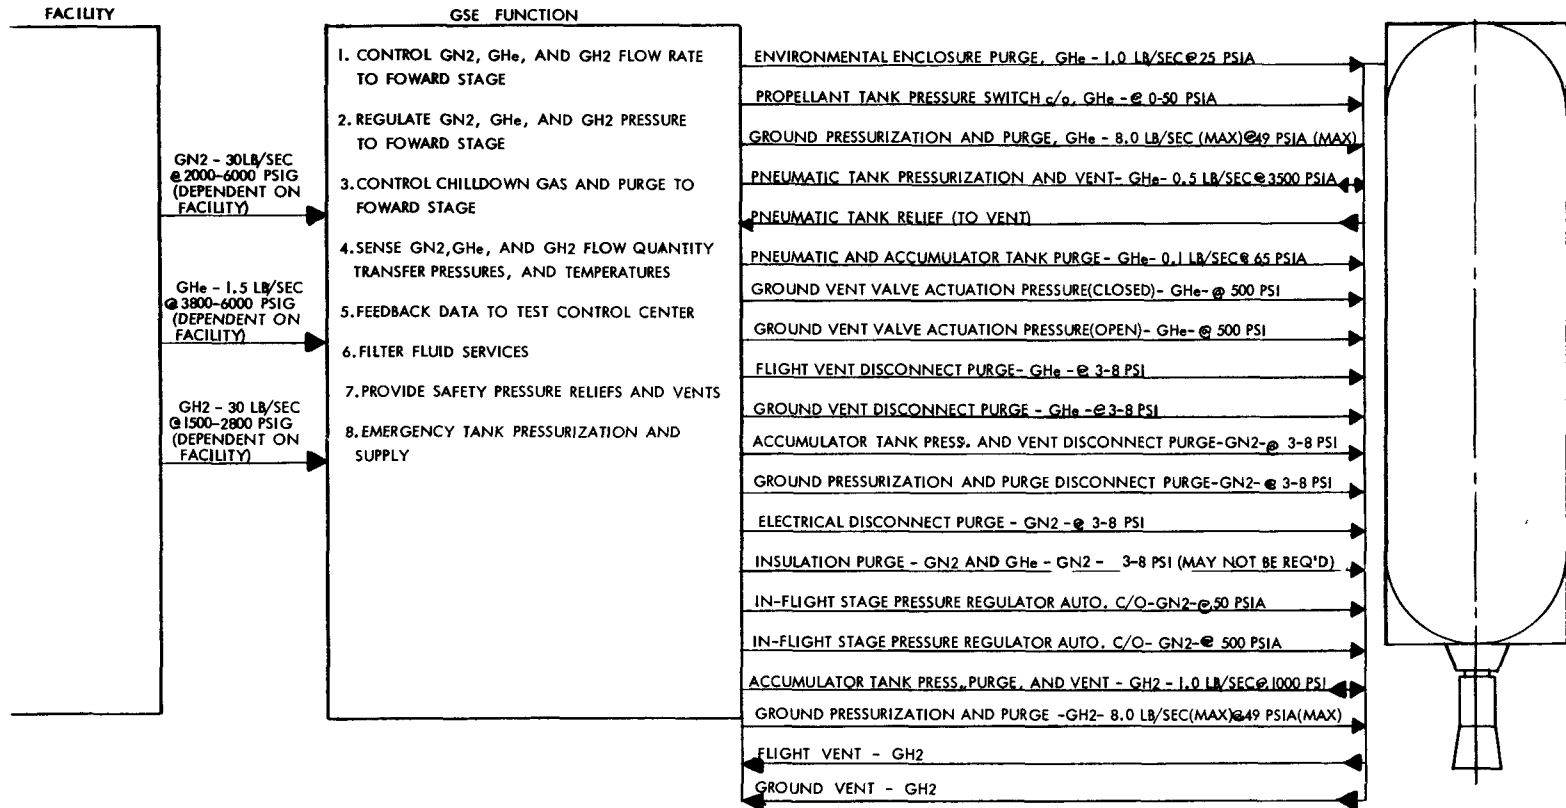 FACILITY
GSE FUNCTION
GN2 - 30LB/SEC
@ 2000-6000 PSIG
(DEPENDENT ON
FACILITY)
GHe - 1.5 LB/SEC
@ 3800-6000 PSIG
(DEPENDENT ON
FACILITY)
GH2 - 30 LB/SEC
@ 1500-2800 PSIG
(DEPENDENT ON
FACILITY)
1. CONTROL GN2, GHe, AND GH2 FLOW RATE
TO FOWARD STAGE
2. REGULATE GN2, GHe, AND GH2 PRESSURE
TO FOWARD STAGE
3. CONTROL CHILLDOWN GAS AND PURGE TO
FOWARD STAGE
4. SENSE GN2, GHe, AND GH2 FLOW QUANTITY
TRANSFER PRESSURES, AND TEMPERATURES
5. FEEDBACK DATA TO TEST CONTROL CENTER
6. FILTER FLUID SERVICES
7. PROVIDE SAFETY PRESSURE RELIEFS AND VENTS
8. EMERGENCY TANK PRESSURIZATION AND
SUPPLY
ENVIRONMENTAL ENCLOSURE PURGE, GHe - 1.0 LB/SEC @ 25 PSIA
PROPELLANT TANK PRESSURE SWITCH c/o, GHe - @ 0-50 PSIA
GROUND PRESSURIZATION AND PURGE, GHe - 8.0 LB/SEC (MAX) @ 49 PSIA (MAX)
PNEUMATIC TANK PRESSURIZATION AND VENT- GHe- 0.5 LB/SEC @ 3500 PSIA
PNEUMATIC TANK RELIEF (TO VENT)
PNEUMATIC AND ACCUMULATOR TANK PURGE- GHe- 0.1 LB/SEC @ 65 PSIA
GROUND VENT VALVE ACTUATION PRESSURE(CLOSED)- GHe- @ 500 PSI
GROUND VENT VALVE ACTUATION PRESSURE(OPEN)- GHe- @ 500 PSI
FLIGHT VENT DISCONNECT PURGE- GHe - @ 3-8 PSI
GROUND VENT DISCONNECT PURGE - GHe - @ 3-8 PSI
ACCUMULATOR TANK PRESS. AND VENT DISCONNECT PURGE-GN2-@ 3-8 PSI
GROUND PRESSURIZATION AND PURGE DISCONNECT PURGE-GN2- @ 3-8 PSI
ELECTRICAL DISCONNECT PURGE - GN2 - @ 3-8 PSI
INSULATION PURGE - GN2 AND GHe - GN2 - 3-8 PSI (MAY NOT BE REQ'D)
IN-FLIGHT STAGE PRESSURE REGULATOR AUTO. C/O-GN2-@ 50 PSIA
IN-FLIGHT STAGE PRESSURE REGULATOR AUTO. C/O- GN2-@ 500 PSIA
ACCUMULATOR TANK PRESS., PURGE, AND VENT - GH2 - 1.0 LB/SEC @ 1000 PSI
GROUND PRESSURIZATION AND PURGE -GH2- 8.0 LB/SEC(MAX)@ 49 PSIA(MAX)
FLIGHT VENT - GH2
GROUND VENT - GH2